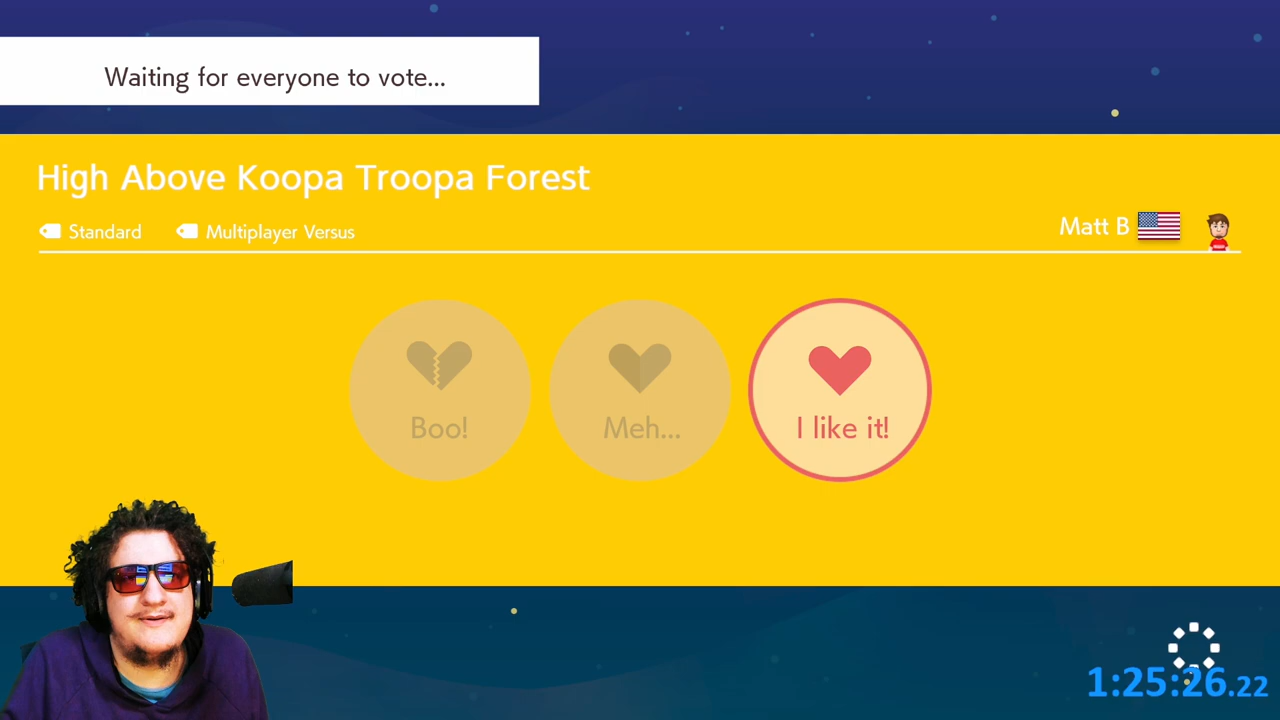 Waiting for everyone to vote...
High Above Koopa Troopa Forest
Standard Multiplayer Versus
Matt B
Boo! Meh... I like it!
1:25:26.22